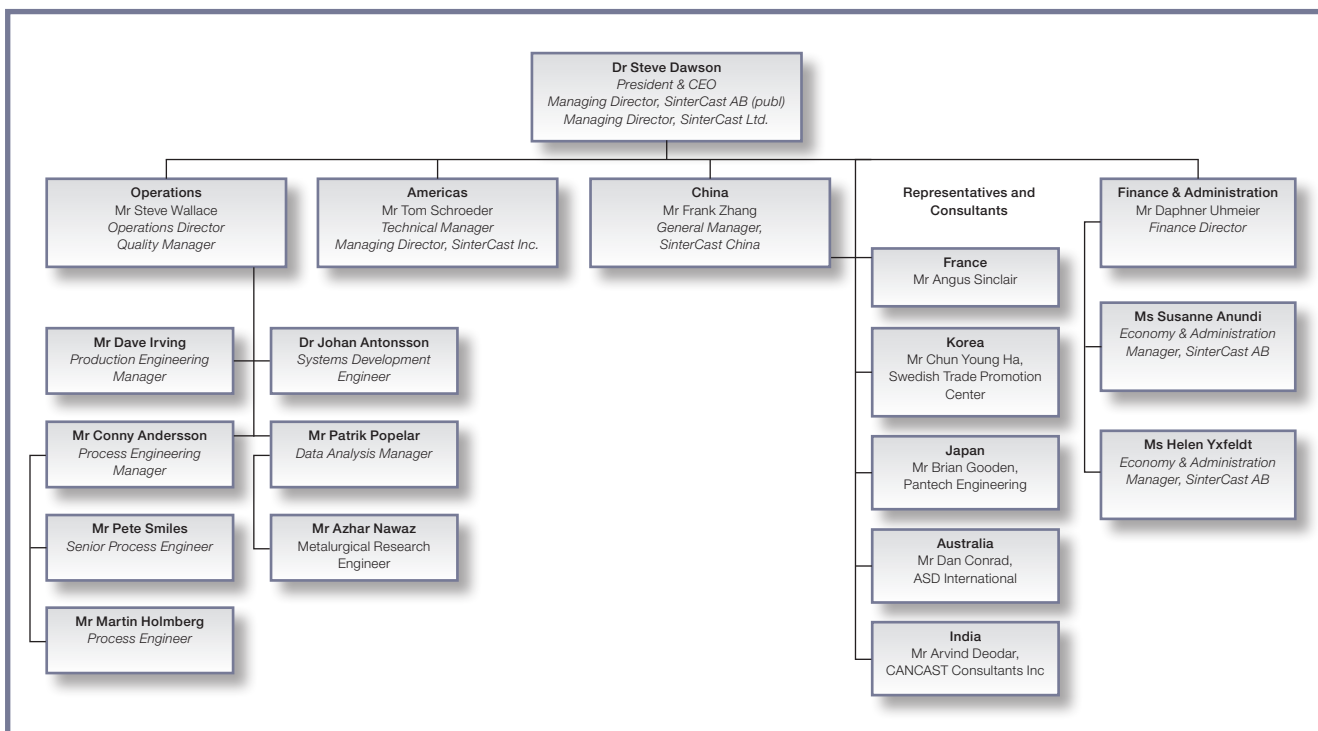 Dr Steve Dawson
President & CEO
Managing Director, SinterCast AB (publ)
Managing Director, SinterCast Ltd.
Operations
Mr Steve Wallace
Operations Director
Quality Manager
Americas
Mr Tom Schroeder
Technical Manager
Managing Director, SinterCast Inc.
China
Mr Frank Zhang
General Manager,
SinterCast China
Representatives and
Consultants
Finance & Administration
Mr Daphner Uhmeier
Finance Director
Mr Dave Irving
Production Engineering
Manager
Dr Johan Antonsson
Systems Development
Engineer
Mr Conny Andersson
Process Engineering
Manager
Mr Patrik Popelar
Data Analysis Manager
Mr Pete Smiles
Senior Process Engineer
Mr Azhar Nawaz
Metalurgical Research
Engineer
Mr Martin Holmberg
Process Engineer
France
Mr Angus Sinclair
Korea
Mr Chun Young Ha,
Swedish Trade Promotion
Center
Japan
Mr Brian Gooden,
Pantech Engineering
Australia
Mr Dan Conrad,
ASD International
India
Mr Arvind Deodar,
CANCAST Consultants Inc
Ms Susanne Anundi
Economy & Administration
Manager, SinterCast AB
Ms Helen Yxfeldt
Economy & Administration
Manager, SinterCast AB